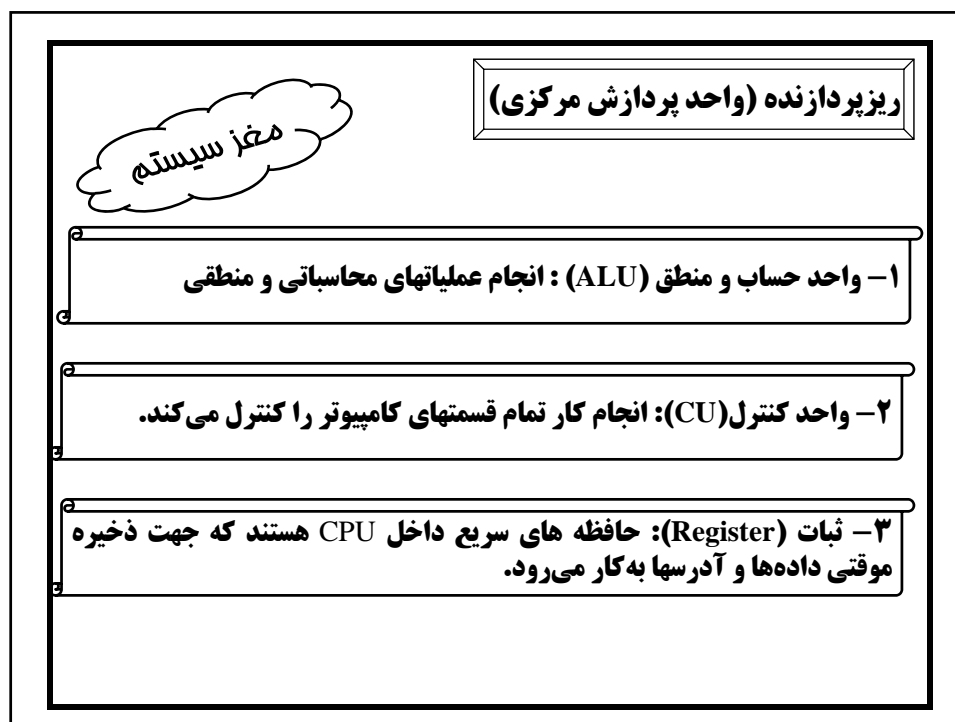 ریزپردازنده (واحد پردازش مرکزی)
مغز سیستم
۱- واحد حساب و منطق (ALU) : انجام عملیاتهای محاسباتی و منطقی
۲- واحد کنترل(CU): انجام کار تمام قسمتهای کامپیوتر را کنترل می‌کند.
۳- ثبات (Register): حافظه های سریع داخل CPU هستند که جهت ذخیره
موقتی داده‌ها و آدرسها به‌کار می‌رود.